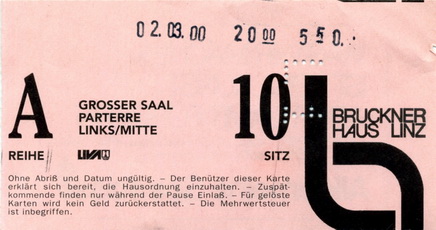 02.03.00 20 00 550.-
A 10
GROSSER SAAL
PARTERRE
LINKS/MITTE
BRUCKNER
HAUS LINZ
REIHE LIVA SITZ
Ohne Abriß und Datum ungültig. – Der Benützer dieser Karte
erklärt sich bereit, die Hausordnung einzuhalten. – Zuspät-
kommende finden nur während der Pause Einlaß. – Für gelöste
Karten wird kein Geld zurückerstattet. – Die Mehrwertsteuer
ist inbegriffen.